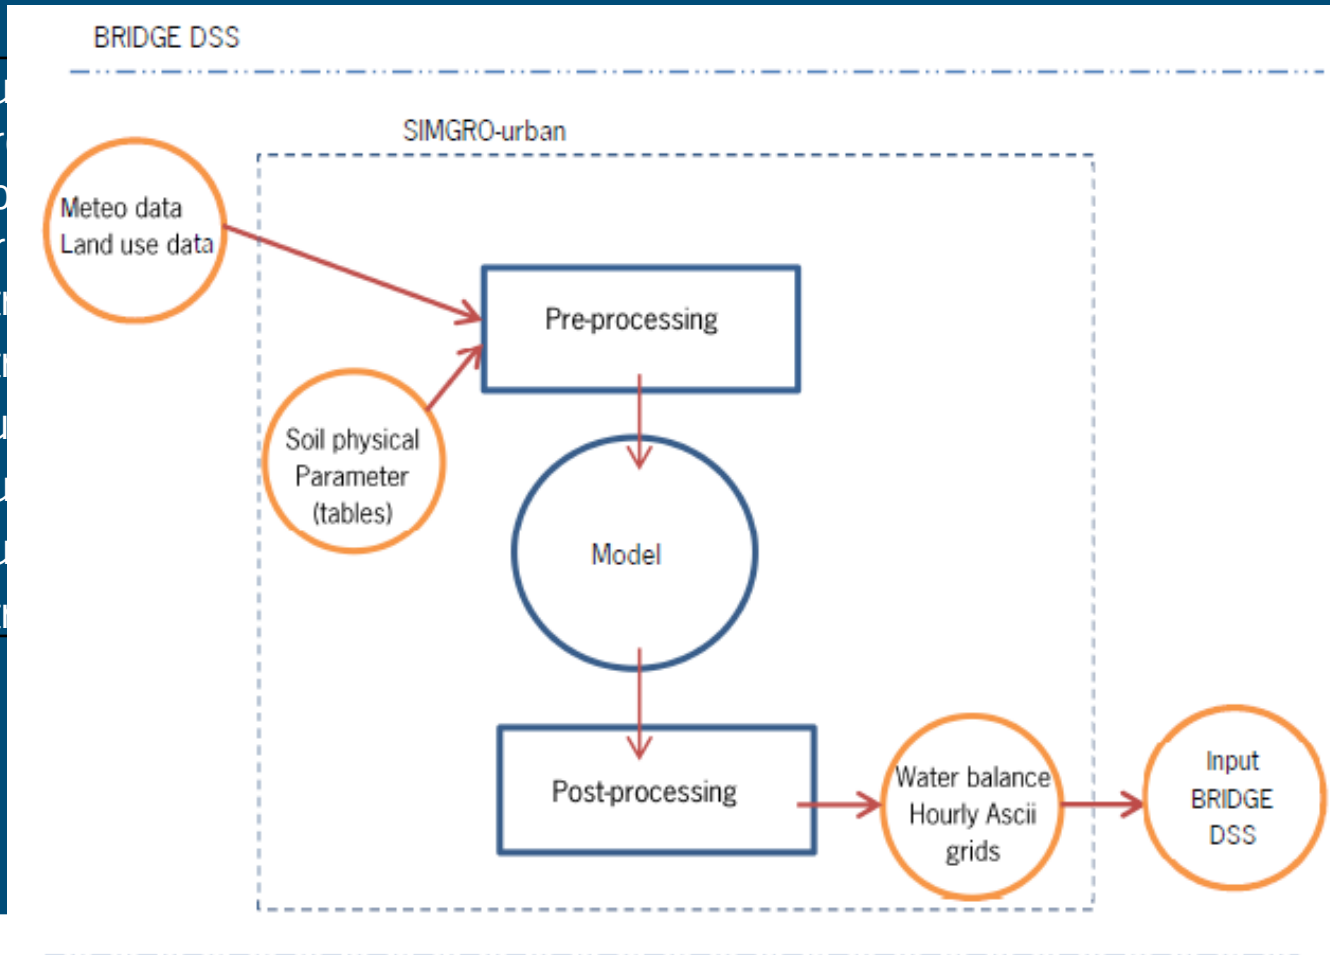 BRIDGE DSS
SIMGRO-urban
Meteo data
Land use data
Pre-processing
Soil physical
Parameter
(tables)
Model
Post-processing
Water balance
Hourly Ascii
grids
Input
BRIDGE
DSS